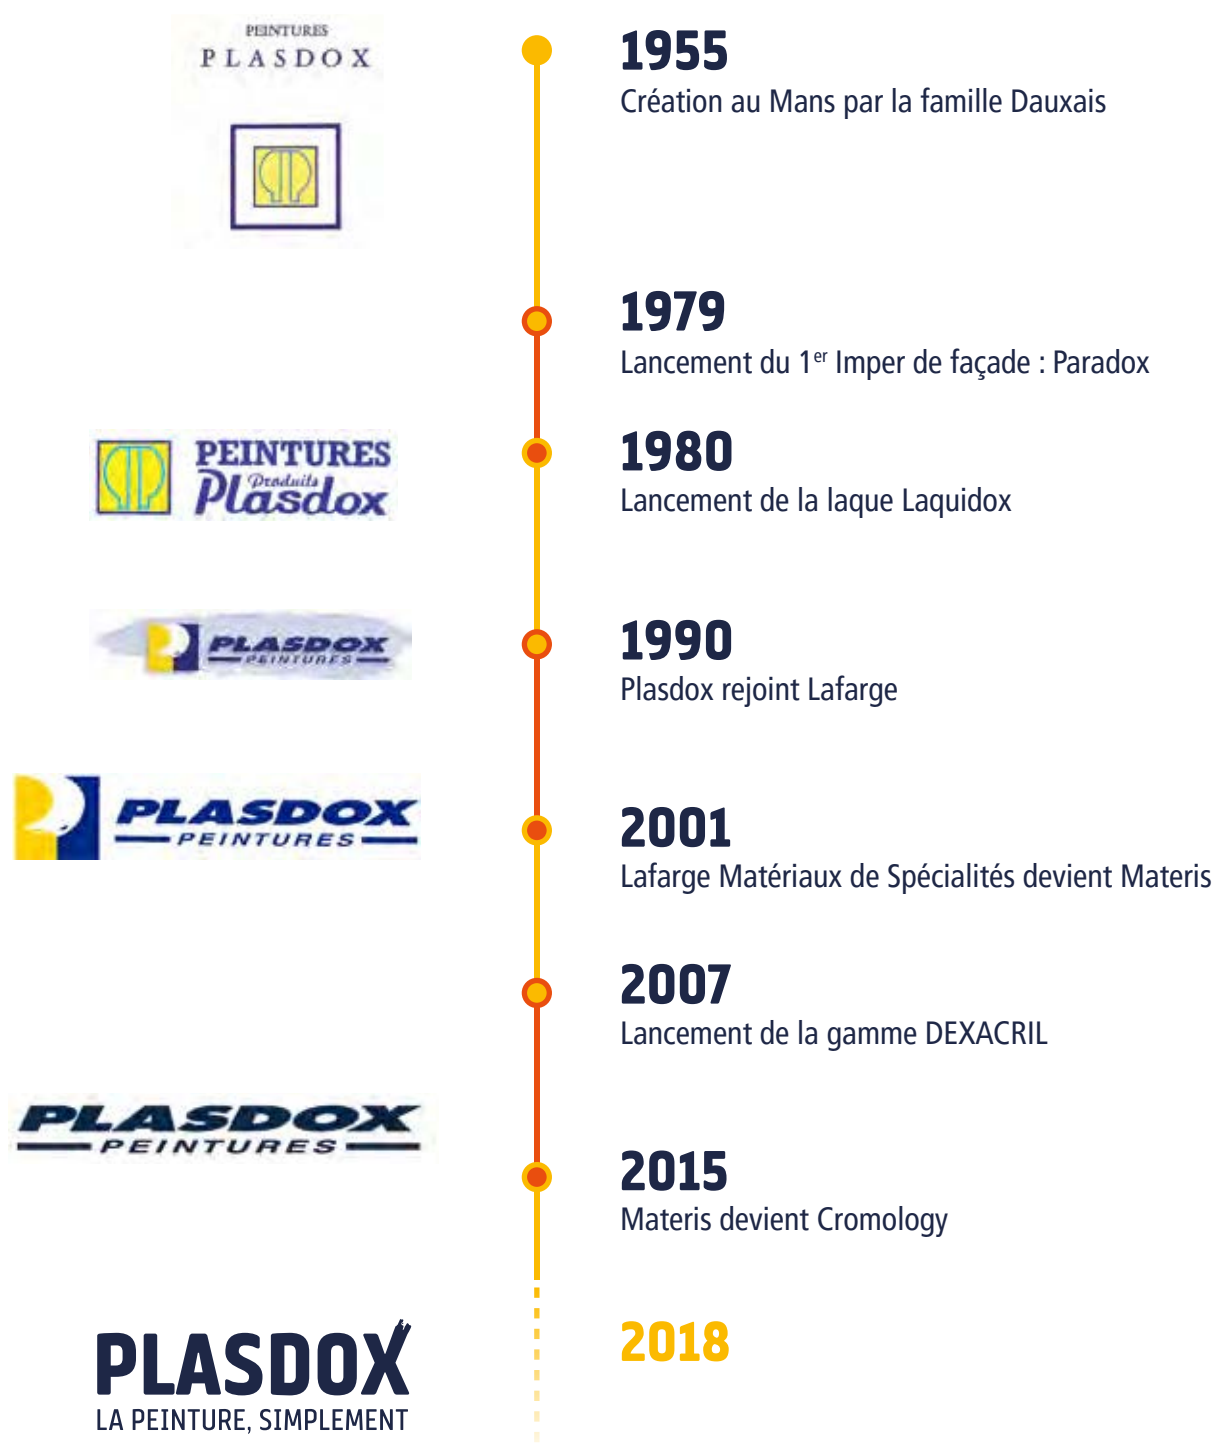 PEINTURES
PLASDOX
1955
Création au Mans par la famille Dauxais
1979
Lancement du 1er Imper de façade : Paradox
PEINTURES
Produits
Plasdox
1980
Lancement de la laque Laquidox
PLASDOX
PEINTURES
1990
Plasdox rejoint Lafarge
PLASDOX
PEINTURES
2001
Lafarge Matériaux de Spécialités devient Materis
2007
Lancement de la gamme DEXACRIL
PLASDOX
PEINTURES
2015
Materis devient Cromology
PLASDOX
LA PEINTURE, SIMPLEMENT
2018